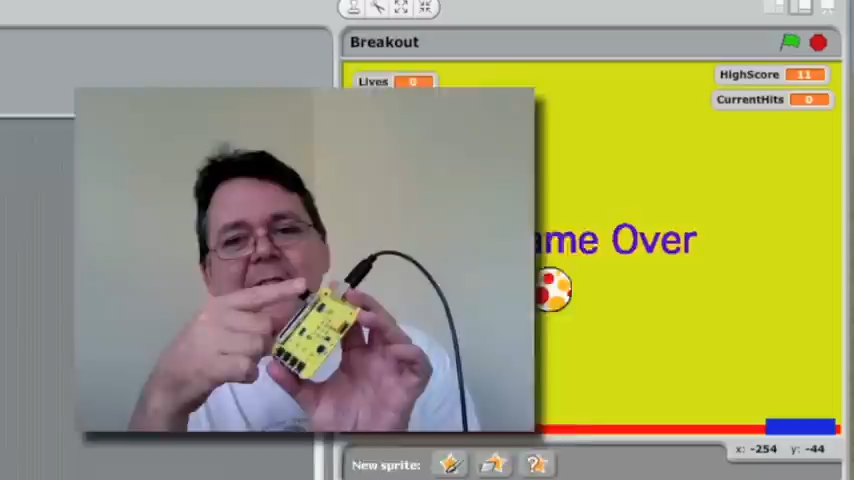 Breakout
Lives 0
HighScore 11
CurrentHits 0
ame Over
x: -254 y: -44
New sprite: